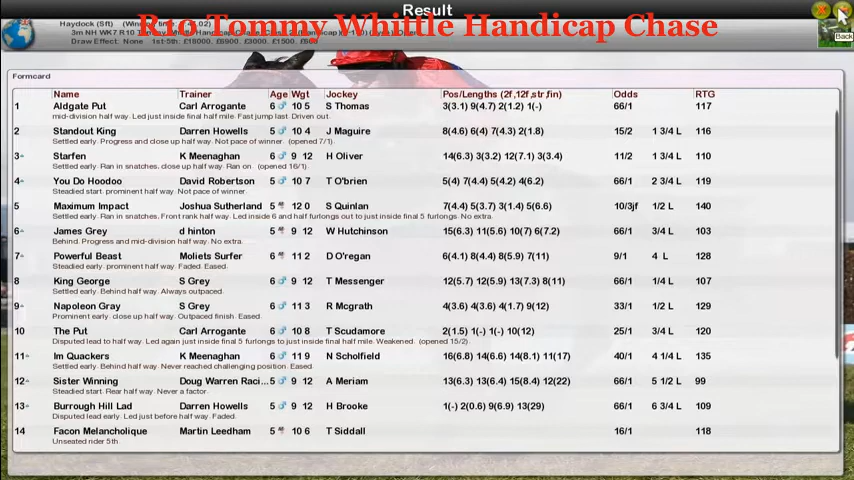 Result
R10 Tommy Whittle Handicap Chase
Back
Haydock (Sft)
Draw Effect: None 1st-5th: £18000, £6900, £3000, £1500,
Formcard
Name Trainer Age Wgt Jockey Pos/Lengths (2f,12f,str,fin) Odds RTG
1 Aldgate Put Carl Arrogante 6 10 5 S Thomas 3(3.1) 9(4.7) 2(1.2) 1(-) 66/1 117
mid-division half way. Led just inside final half mile. Fast jump last. Driven out.
2 Standout King Darren Howells 5 10 4 J Maguire 8(4.6) 6(4) 7(4.3) 2(1.8) 15/2 1 3/4 L 116
Settled early. Progress and close up half way. Not pace of winner. (opened 7/1)
3 Starfen K Meenaghan 6 9 12 H Oliver 14(6.3) 3(3.2) 12(7.1) 3(3.4) 11/2 1 3/4 L 110
Settled early. Ran in snatches. close up half way. Ran on. (opened 16/1)
4 You Do Hoodoo David Robertson 5 10 7 T O'brien 5(4) 7(4.4) 5(4.2) 4(6.2) 66/1 2 3/4 L 119
Steadied start. prominent half way. Not pace of winner.
5 Maximum Impact Joshua Sutherland 5 12 0 S Quinlan 7(4.4) 5(3.7) 3(1.4) 5(6.6) 10/3jf 1/2 L 140
Settled early. Ran in snatches. Front rank half way. Led inside 6 and half furlongs out to just inside final 5 furlongs. No extra.
6 James Grey d hinton 5 9 12 W Hutchinson 15(6.3) 11(5.6) 10(7) 6(7.2) 66/1 3/4 L 103
Behind. Progress and mid-division half way. No extra.
7 Powerful Beast Moliets Surfer 6 11 2 D O'regan 6(4.1) 8(4.4) 8(5.9) 7(11) 9/1 4 L 128
Steadied early. prominent half way. Faded. Eased.
8 King George S Grey 6 9 12 T Messenger 12(5.7) 12(5.9) 13(7.3) 8(11) 66/1 1/4 L 107
Settled early. Behind half way. Always outpaced.
9 Napoleon Gray S Grey 6 11 3 R Mcgrath 4(3.6) 4(3.6) 4(1.7) 9(12) 33/1 1/2 L 129
Prominent early. close up half way. Outpaced finish. Eased.
10 The Put Carl Arrogante 6 10 8 T Scudamore 2(1.5) 1(-) 1(-) 10(12) 25/1 3/4 L 120
Disputed lead to half way. Led again just inside final 5 furlongs to just inside final half mile. Weakened. (opened 15/2)
11 Im Quackers K Meenaghan 6 11 9 N Scholfield 16(6.8) 14(6.6) 14(8.1) 11(17) 40/1 4 1/4 L 135
Settled early. Behind half way. Never reached challenging position. Eased.
12 Sister Winning Doug Warren Raci... 5 9 12 A Meriam 13(6.3) 13(6.4) 15(8.4) 12(22) 66/1 5 1/2 L 99
Steadied start. Rear half way. Never a factor.
13 Burrough Hill Lad Darren Howells 5 9 12 H Brooke 1(-) 2(0.6) 9(6.9) 13(29) 66/1 6 3/4 L 109
Disputed lead early. Led just before half way. Faded.
14 Facon Melancholique Martin Leedham 5 10 6 T Siddall 16/1 118
Unseated rider 5th